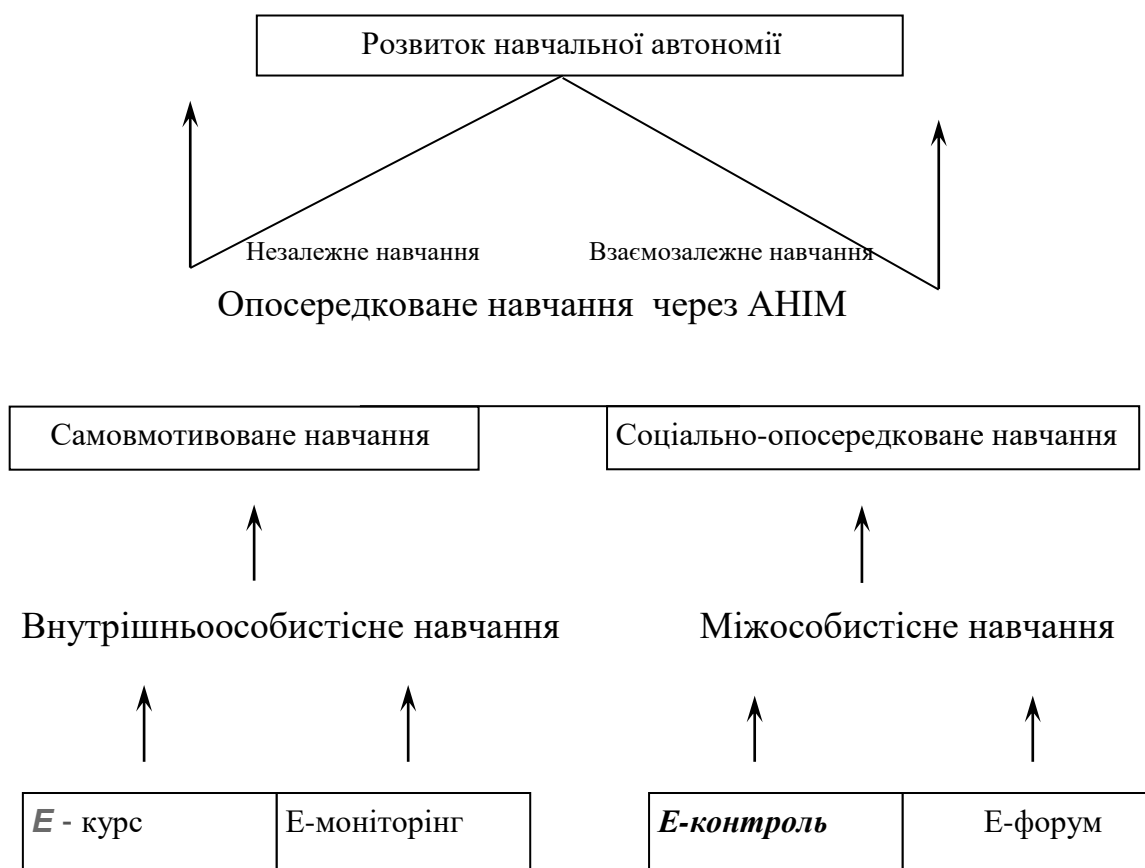 Розвиток навчальної автономії
Незалежне навчання Взаємозалежне навчання
Опосередковане навчання через АНІМ
Самовмотивоване навчання Соціально-опосередковане навчання
Внутрішньоособистісне навчання Міжособистісне навчання
Е - курс Е-моніторінг Е-контроль Е-форум